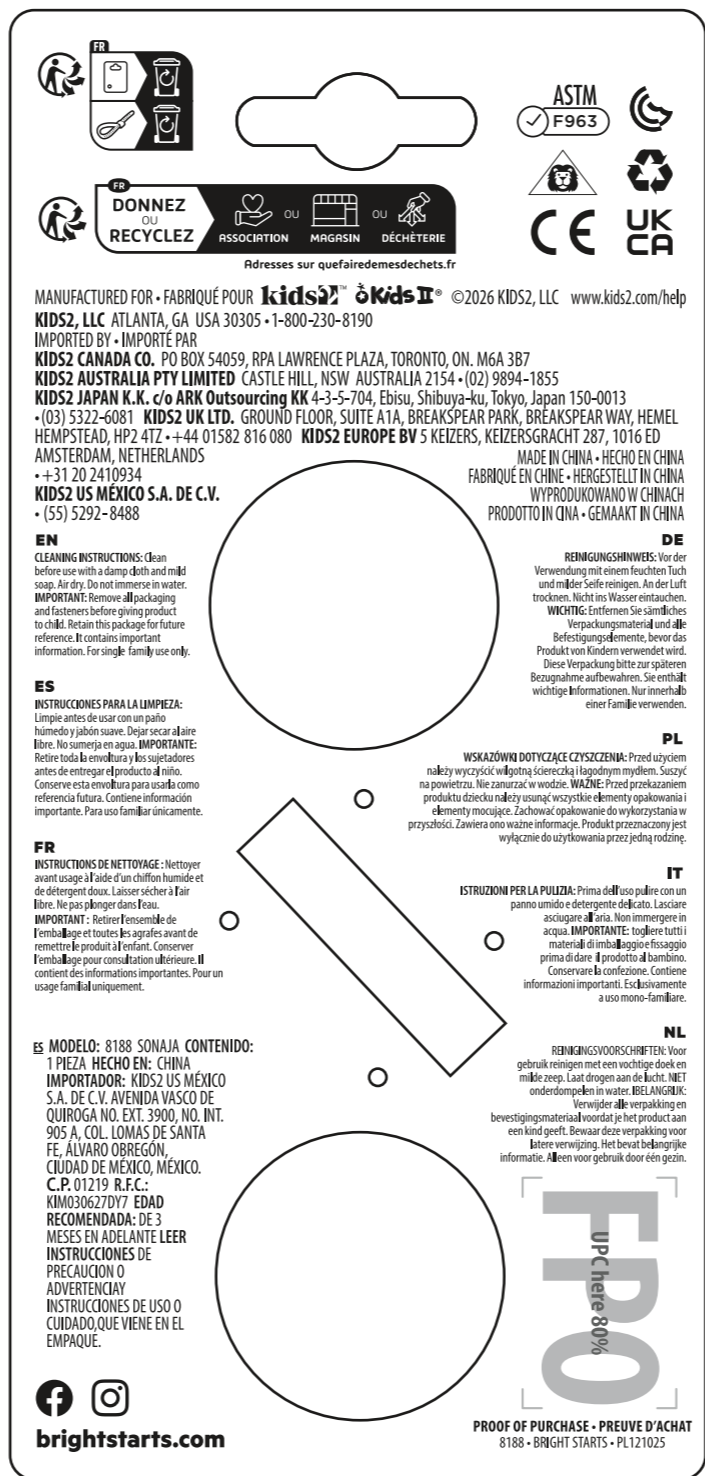 FR
ASTM
F963
FR
DONNEZ
OU
RECYCLEZ
ASSOCIATION
OU
MAGASIN
OU
DÉCHÈTERIE
Adresses sur quefairedemesdechets.fr
CE
UK
CA
MANUFACTURED FOR • FABRIQUÉ POUR kids2™ Kids II® ©2026 KIDS2, LLC www.kids2.com/help
KIDS2, LLC ATLANTA, GA USA 30305 • 1-800-230-8190
IMPORTED BY • IMPORTÉ PAR
KIDS2 CANADA CO. PO BOX 54059, RPA LAWRENCE PLAZA, TORONTO, ON. M6A 3B7
KIDS2 AUSTRALIA PTY LIMITED CASTLE HILL, NSW AUSTRALIA 2154 • (02) 9894-1855
KIDS2 JAPAN K.K. c/o ARK Outsourcing KK 4-3-5-704, Ebisu, Shibuya-ku, Tokyo, Japan 150-0013
• (03) 5322-6081 KIDS2 UK LTD. GROUND FLOOR, SUITE A1A, BREAKSPEAR PARK, BREAKSPEAR WAY, HEMEL
HEMPSTEAD, HP2 4TZ • +44 01582 816 080 KIDS2 EUROPE BV 5 KEIZERS, KEIZERSGRACHT 287, 1016 ED
AMSTERDAM, NETHERLANDS
• +31 20 2410934
KIDS2 US MÉXICO S.A. DE C.V.
• (55) 5292-8488
MADE IN CHINA • HECHO EN CHINA
FABRIQUÉ EN CHINE • HERGESTELLT IN CHINA
WYPRODUKOWANO W CHINACH
PRODOTTO IN CINA • GEMAAKT IN CHINA
EN
CLEANING INSTRUCTIONS: Clean
before use with a damp cloth and mild
soap. Air dry. Do not immerse in water.
IMPORTANT: Remove all packaging
and fasteners before giving product
to child. Retain this package for future
reference. It contains important
information. For single family use only.
ES
INSTRUCCIONES PARA LA LIMPIEZA:
Limpie antes de usar con un paño
húmedo y jabón suave. Dejar secar al aire
libre. No sumerja en agua. IMPORTANTE:
Retire toda la envoltura y los sujetadores
antes de entregar el producto al niño.
Conserve esta envoltura para usarla como
referencia futura. Contiene información
importante. Para uso familiar únicamente.
FR
INSTRUCTIONS DE NETTOYAGE : Nettoyer
avant usage à l'aide d'un chiffon humide et
de détergent doux. Laisser sécher à l'air
libre. Ne pas plonger dans l'eau.
IMPORTANT : Retirer l'ensemble de
l'emballage et toutes les agrafes avant de
remettre le produit à l'enfant. Conserver
l'emballage pour consultation ultérieure. Il
contient des informations importantes. Pour un
usage familial uniquement.
DE
REINIGUNGSHINWEIS: Vor der
Verwendung mit einem feuchten Tuch
und milder Seife reinigen. An der Luft
trocknen. Nicht ins Wasser eintauchen.
WICHTIG: Entfernen Sie sämtliches
Verpackungsmaterial und alle
Befestigungselemente, bevor das
Produkt von Kindern verwendet wird.
Diese Verpackung bitte zur späteren
Bezugnahme aufbewahren. Sie enthält
wichtige Informationen. Nur innerhalb
einer Familie verwenden.
PL
WSKAZÓWKI DOTYCZĄCE CZYSZCZENIA: Przed użyciem
należy wyczyścić wilgotną ściereczką i łagodnym mydłem. Suszyć
na powietrzu. Nie zanurzać w wodzie. WAŻNE: Przed przekazaniem
produktu dziecku należy usunąć wszystkie elementy opakowania i
elementy mocujące. Zachować opakowanie do wykorzystania w
przyszłości. Zawiera ono ważne informacje. Produkt przeznaczony jest
wyłącznie do użytkowania przez jedną rodzinę.
IT
ISTRUZIONI PER LA PULIZIA: Prima dell'uso pulire con un
panno umido e detergente delicato. Lasciare
asciugare all'aria. Non immergere in
acqua. IMPORTANTE: togliere tutti i
materiali di imballaggio e fissaggio
prima di dare il prodotto al bambino.
Conservare la confezione. Contiene
informazioni importanti. Esclusivamente
a uso mono-familiare.
NL
REINIGINGSVOORSCHRIFTEN: Voor
gebruik reinigen met een vochtige doek en
milde zeep. Laat drogen aan de lucht. NIET
onderdompelen in water. IBELANGRIJK:
Verwijder alle verpakking en
bevestigingsmateriaal voordat je het product aan
een kind geeft. Bewaar deze verpakking voor
latere verwijzing. Het bevat belangrijke
informatie. Alleen voor gebruik door één gezin.
ES MODELO: 8188 SONAJA CONTENIDO:
1 PIEZA HECHO EN: CHINA
IMPORTADOR: KIDS2 US MÉXICO
S.A. DE C.V. AVENIDA VASCO DE
QUIROGA NO. EXT. 3900, NO. INT.
905 A, COL. LOMAS DE SANTA
FE, ÁLVARO OBREGÓN,
CIUDAD DE MÉXICO, MÉXICO.
C.P. 01219 R.F.C.:
KIM030627DY7 EDAD
RECOMENDADA: DE 3
MESES EN ADELANTE LEER
INSTRUCCIONES DE
PRECAUCION O
ADVERTENCIAY
INSTRUCCIONES DE USO O
CUIDADO,QUE VIENE EN EL
EMPAQUE.
FPO
UPC here 80%
brightstarts.com
PROOF OF PURCHASE • PREUVE D'ACHAT
8188 • BRIGHT STARTS • PL121025